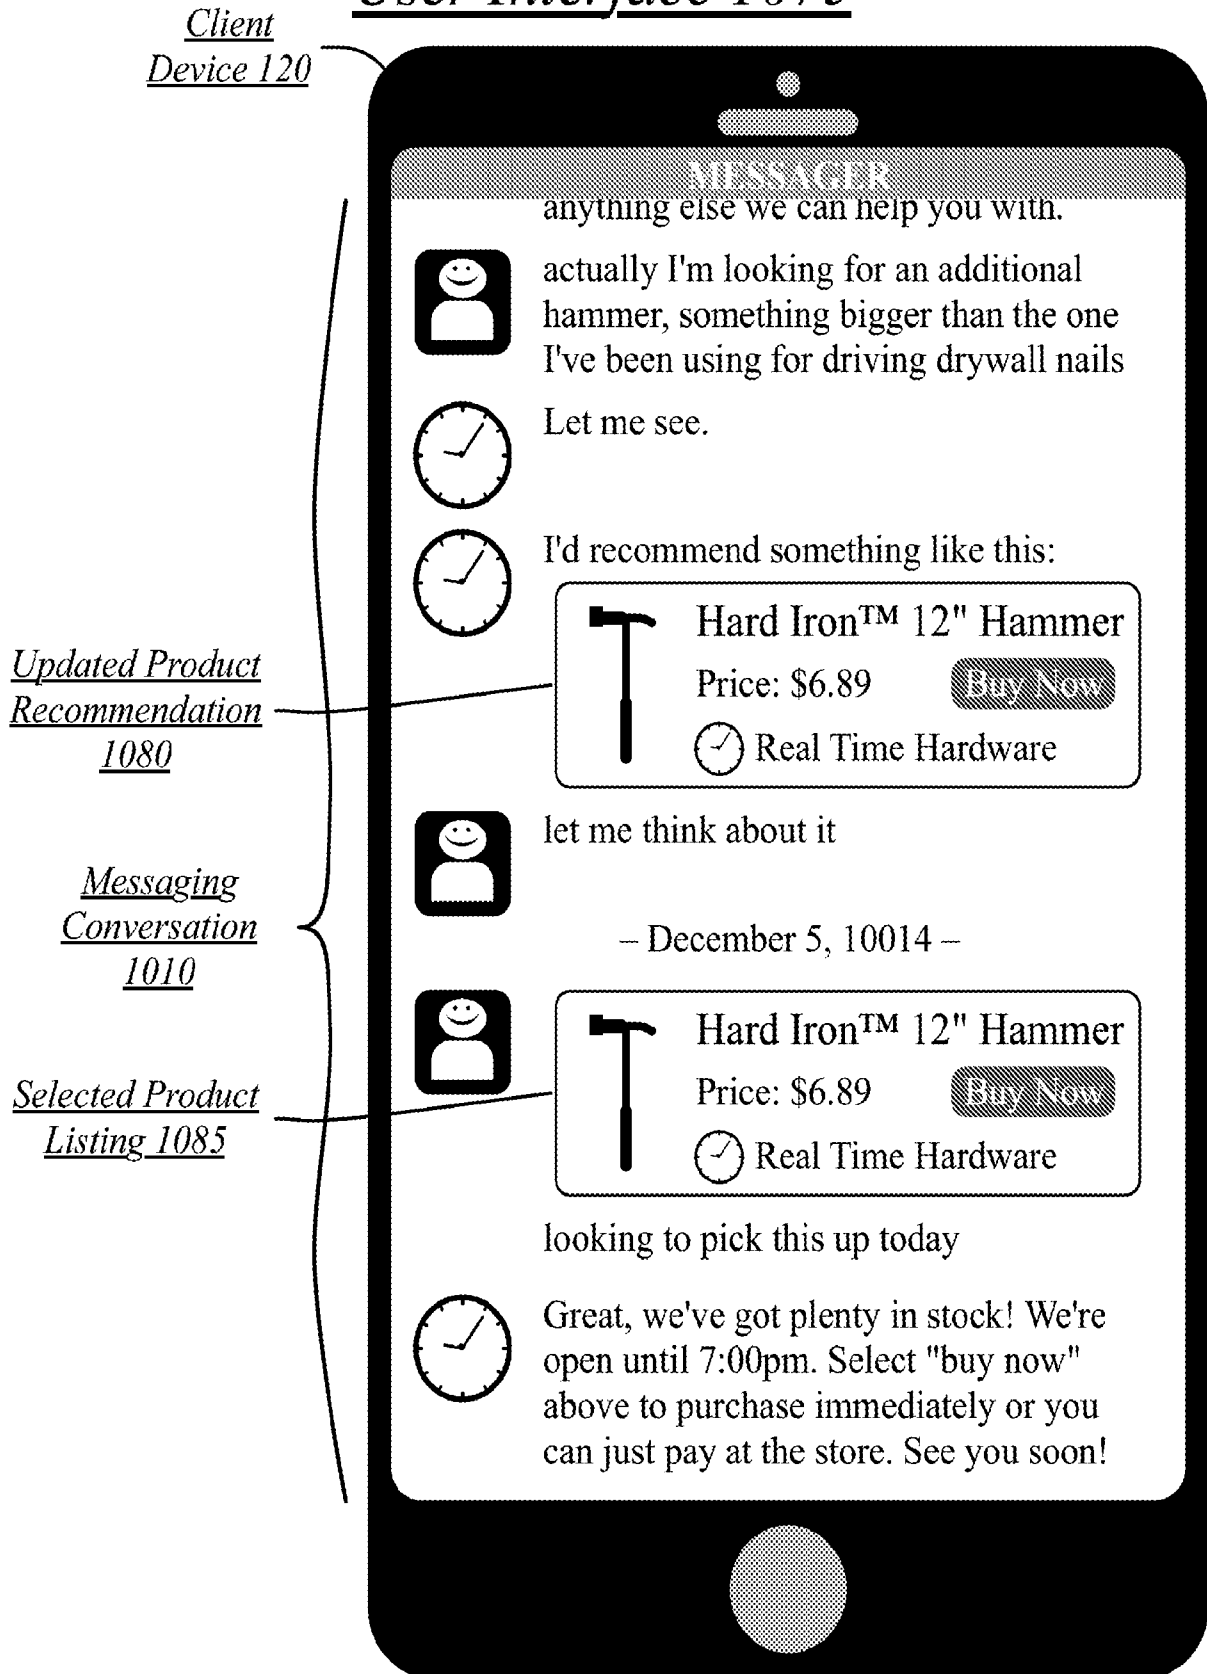 User Interface 1075
Client
Device 120
MESSAGER
anything else we can help you with.
actually I'm looking for an additional
hammer, something bigger than the one
I've been using for driving drywall nails
Let me see.
I'd recommend something like this:
Hard Iron™ 12" Hammer
Price: $6.89
Buy Now
Real Time Hardware
Updated Product
Recommendation
1080
let me think about it
Messaging
Conversation
1010
– December 5, 10014 –
Hard Iron™ 12" Hammer
Price: $6.89
Buy Now
Real Time Hardware
Selected Product
Listing 1085
looking to pick this up today
Great, we've got plenty in stock! We're
open until 7:00pm. Select "buy now"
above to purchase immediately or you
can just pay at the store. See you soon!